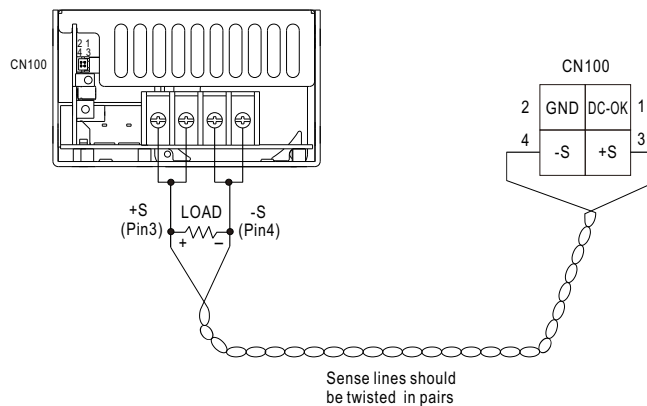 2 1
4 3
CN100
CN100
2 GND DC-OK 1
4 -S +S 3
+S LOAD -S
(Pin3) + – (Pin4)
Sense lines should
be twisted in pairs